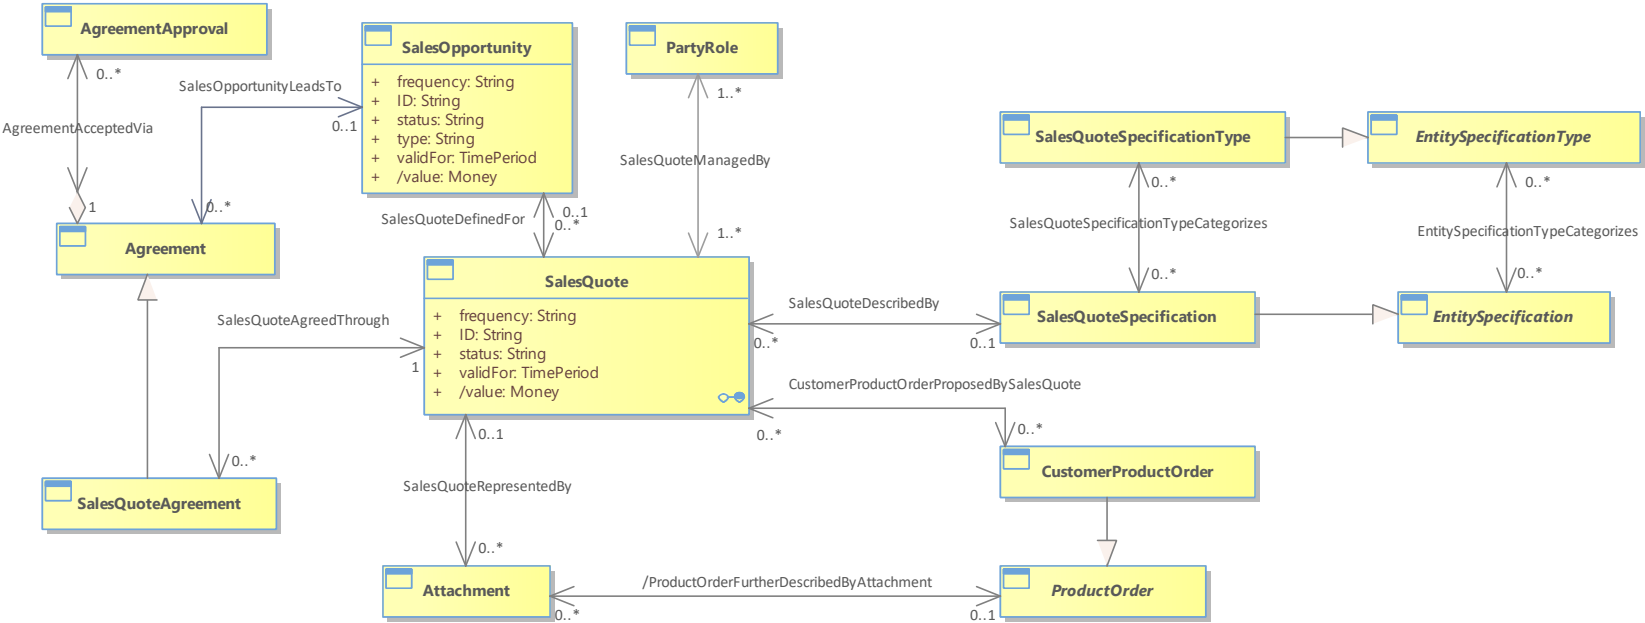 AgreementApproval
0..*
AgreementAcceptedVia
1
Agreement
SalesOpportunityLeadsTo
0..1
0..*
SalesOpportunity
+ frequency: String
+ ID: String
+ status: String
+ type: String
+ validFor: TimePeriod
+ /value: Money
PartyRole
1..*
SalesQuoteManagedBy
1..*
SalesQuoteDefinedFor
0..1
0..*
SalesQuote
+ frequency: String
+ ID: String
+ status: String
+ validFor: TimePeriod
+ /value: Money
SalesQuoteAgreedThrough
1
0..*
SalesQuoteAgreement
0..1
SalesQuoteRepresentedBy
0..*
Attachment
SalesQuoteSpecificationType
EntitySpecificationType
0..*
SalesQuoteSpecificationTypeCategorizes
0..*
0..*
EntitySpecificationTypeCategorizes
0..*
SalesQuoteSpecification
EntitySpecification
SalesQuoteDescribedBy
0..*
0..1
CustomerProductOrderProposedBySalesQuote
0..*
0..*
CustomerProductOrder
/ProductOrderFurtherDescribedByAttachment
0..*
0..1
ProductOrder